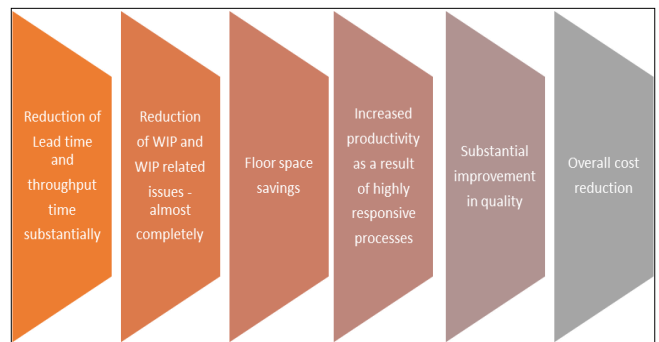 Reduction of
Lead time
and
throughput
time
substantially
Reduction
of WIP and
WIP related
issues -
almost
completely
Floor space
savings
Increased
productivity
as a result
of highly
responsive
processes
Substantial
improvement
in quality
Overall cost
reduction